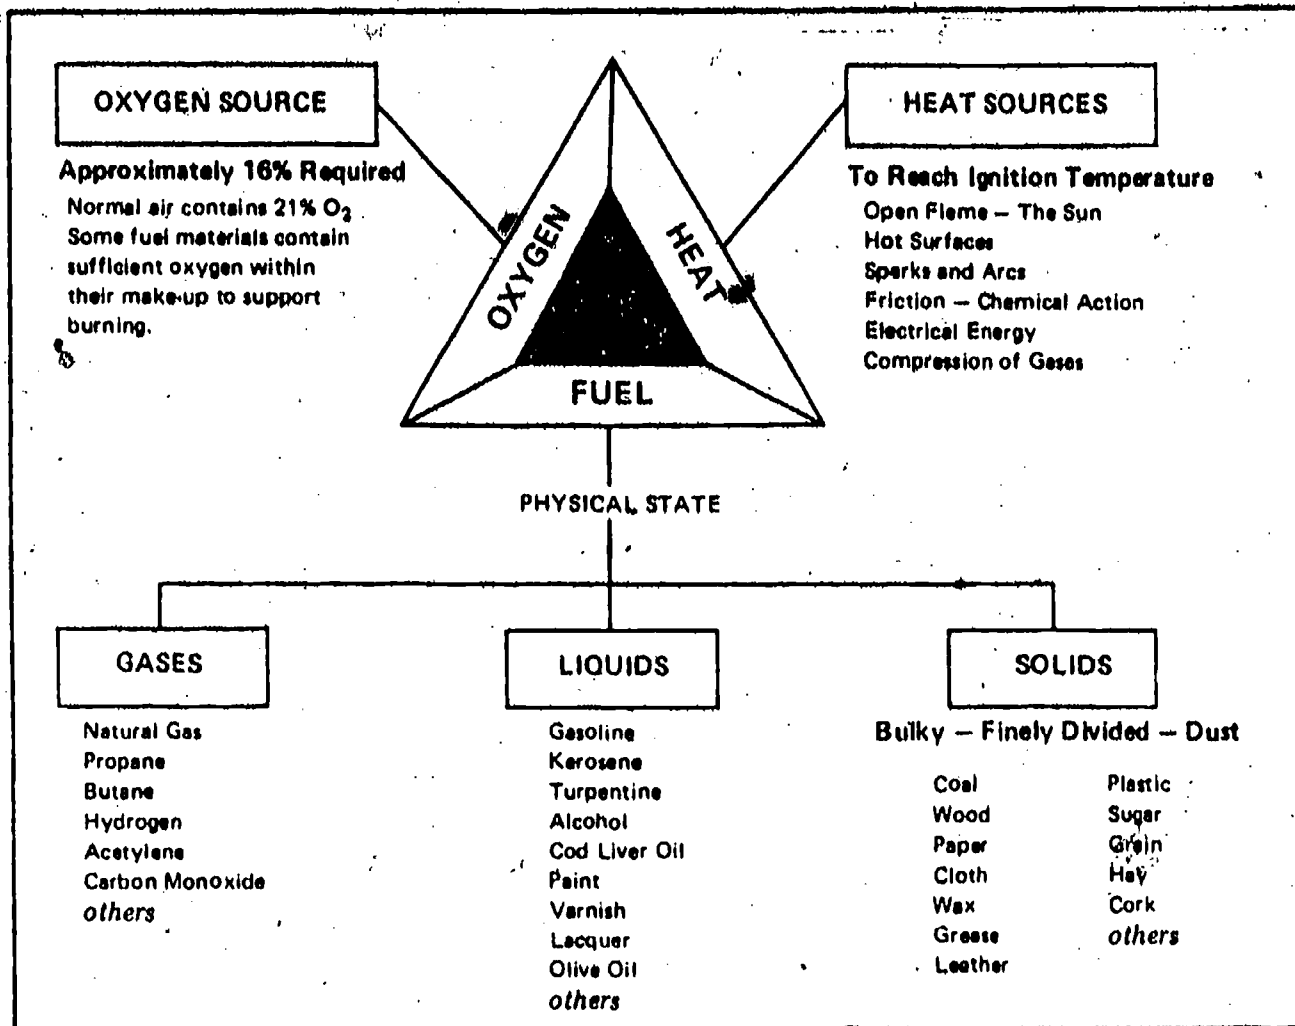 OXYGEN SOURCE
Approximately 16% Required
Normal air contains 21% O₂
Some fuel materials contain
sufficient oxygen within
their make-up to support
burning.
OXYGEN
HEAT
FUEL
HEAT SOURCES
To Reach Ignition Temperature
Open Flame – The Sun
Hot Surfaces
Sparks and Arcs
Friction – Chemical Action
Electrical Energy
Compression of Gases
PHYSICAL STATE
GASES
Natural Gas
Propane
Butane
Hydrogen
Acetylene
Carbon Monoxide
others
LIQUIDS
Gasoline
Kerosene
Turpentine
Alcohol
Cod Liver Oil
Paint
Varnish
Lacquer
Olive Oil
others
SOLIDS
Bulky – Finely Divided – Dust
Coal
Wood
Paper
Cloth
Wax
Grease
Leather
Plastic
Sugar
Grain
Hay
Cork
others